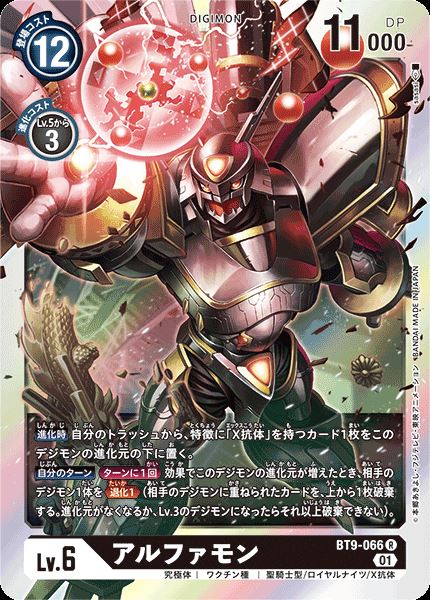 DIGIMON
登場コスト
12
DP
11000
進化コスト
Lv.5から
3
進化時 自分のトラッシュから、特徴に「X抗体」を持つカード1枚をこの
デジモンの進化元の下に置く。
自分のターン ターンに1回 効果でこのデジモンの進化元が増えたとき、相手の
デジモン1体を 退化1 (相手のデジモンに重ねられたカードを、上から1枚破棄
する。進化元がなくなるか、Lv.3のデジモンになったらそれ以上破棄できない)。
©本郷あきよし・フジテレビ・東映アニメーション BANDAI MADE IN JAPAN
BT9-066 R
01
Lv.6
アルファモン
究極体 | ワクチン種 | 聖騎士型/ロイヤルナイツ/X抗体